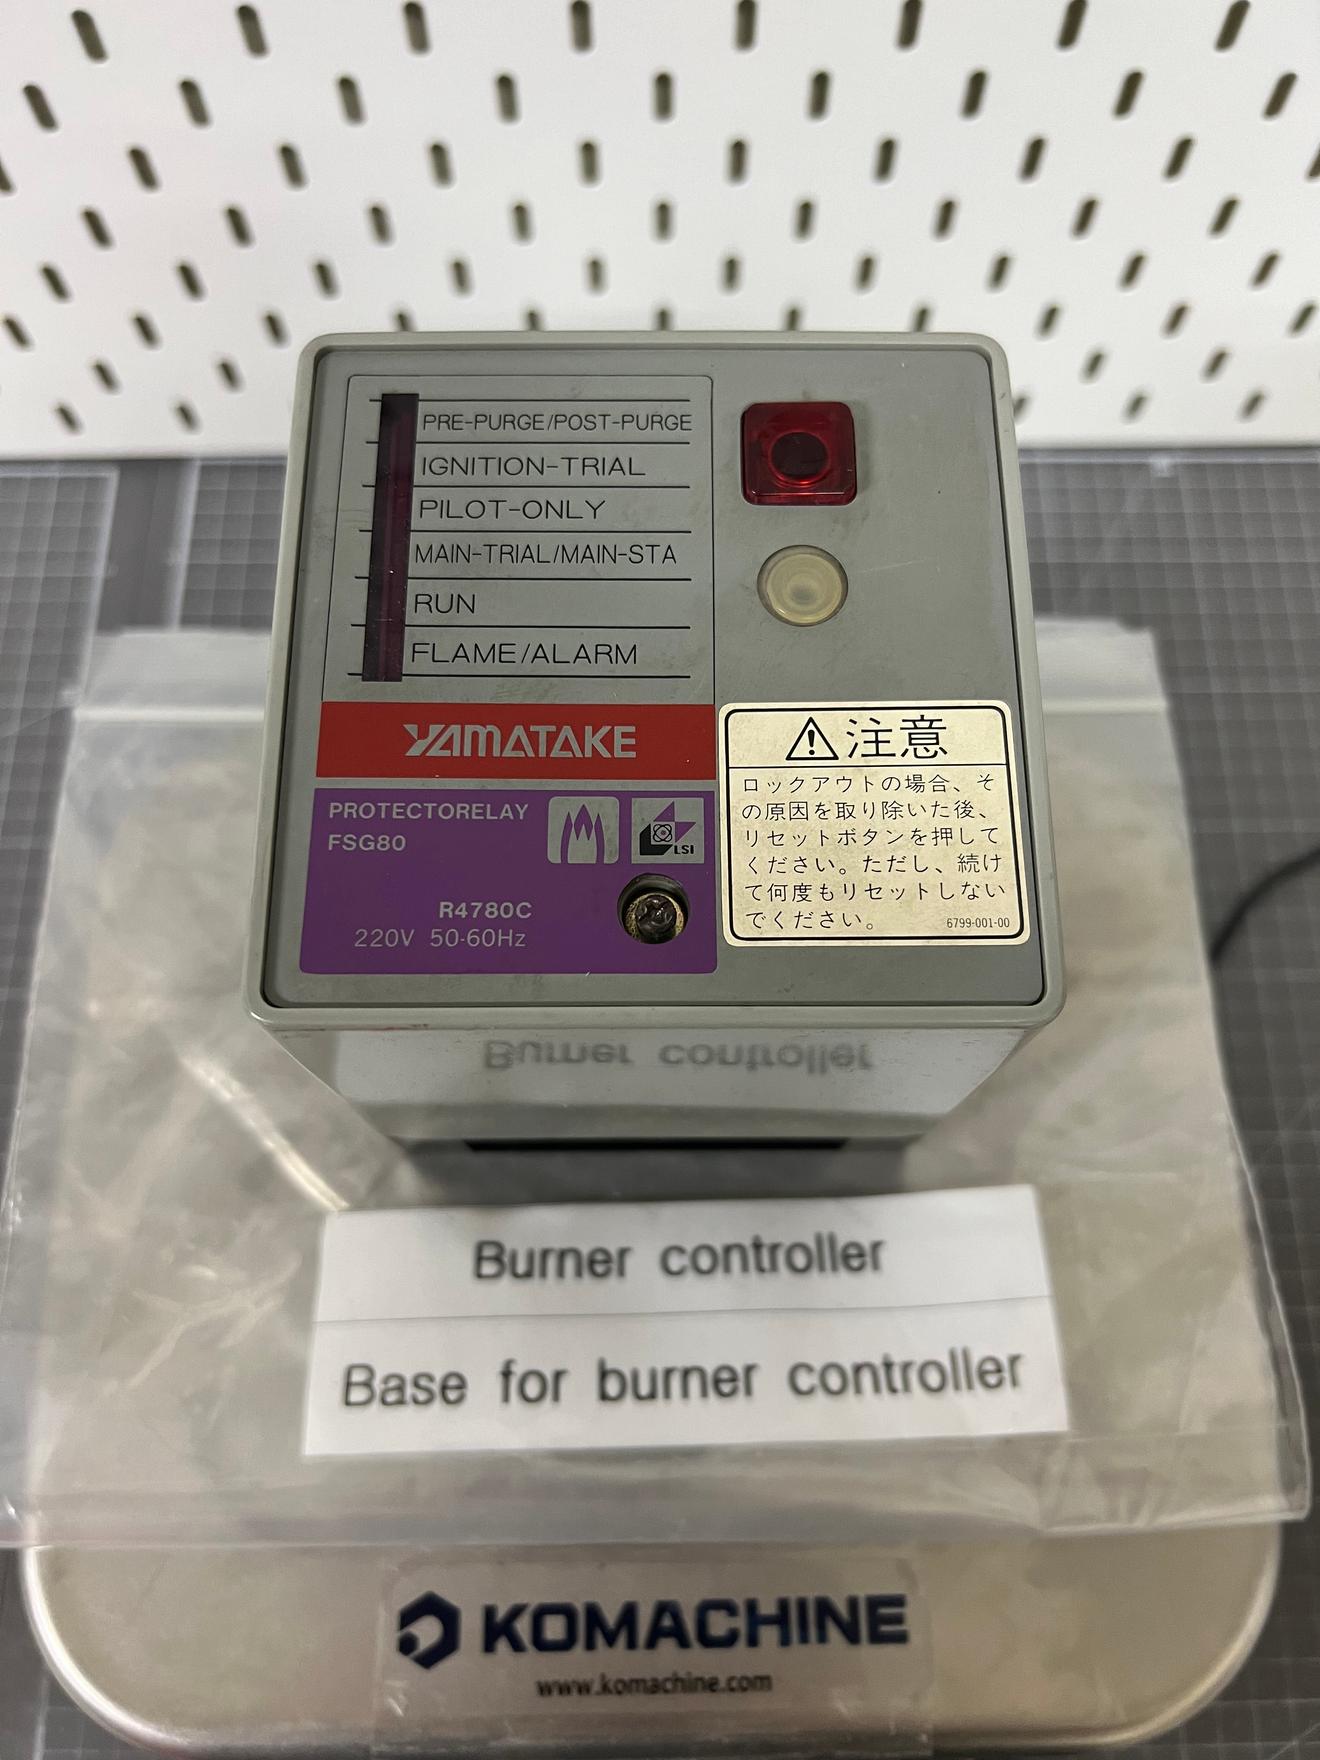 PRE-PURGE/POST-PURGE
IGNITION-TRIAL
PILOT-ONLY
MAIN-TRIAL/MAIN-STA
RUN
FLAME/ALARM
YAMATAKE
PROTECTORELAY
FSG80
LSI
R4780C
220V 50-60Hz
注意
ロックアウトの場合、そ
の原因を取り除いた後、
リセットボタンを押して
ください。ただし、続け
て何度もリセットしない
でください。
6799-001-00
Burner controller
Burner controller
Base for burner controller
KOMACHINE
www.komachine.com